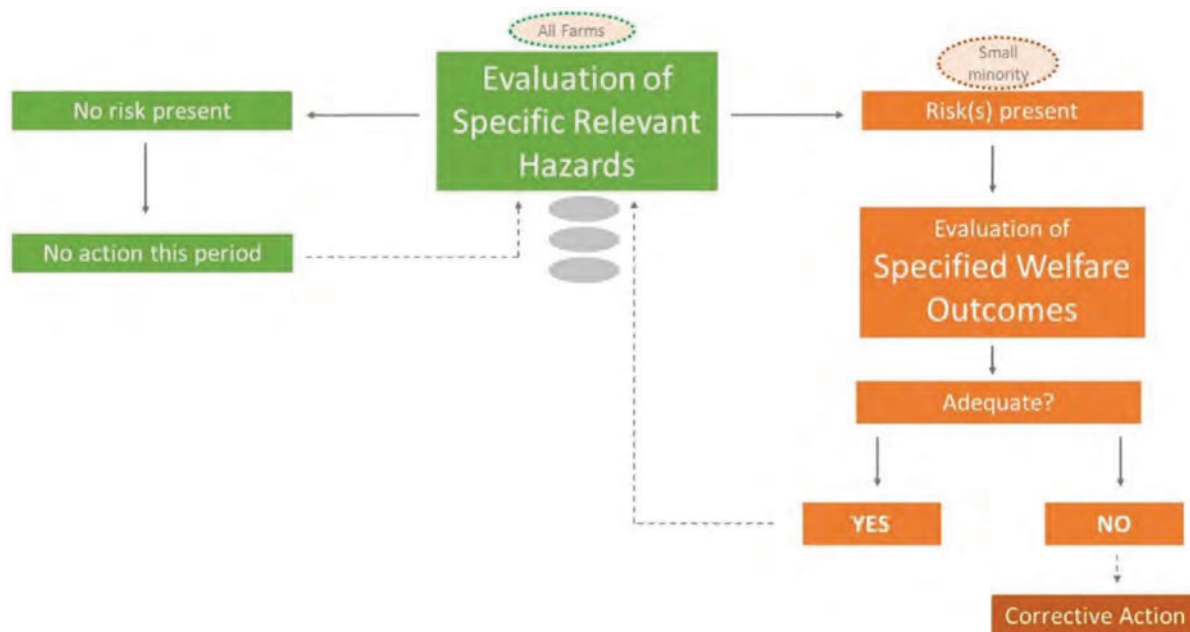 All Farms
Evaluation of
Specific Relevant
Hazards
Small
minority
No risk present
Risk(s) present
No action this period
Evaluation of
Specified Welfare
Outcomes
Adequate?
YES
NO
Corrective Action